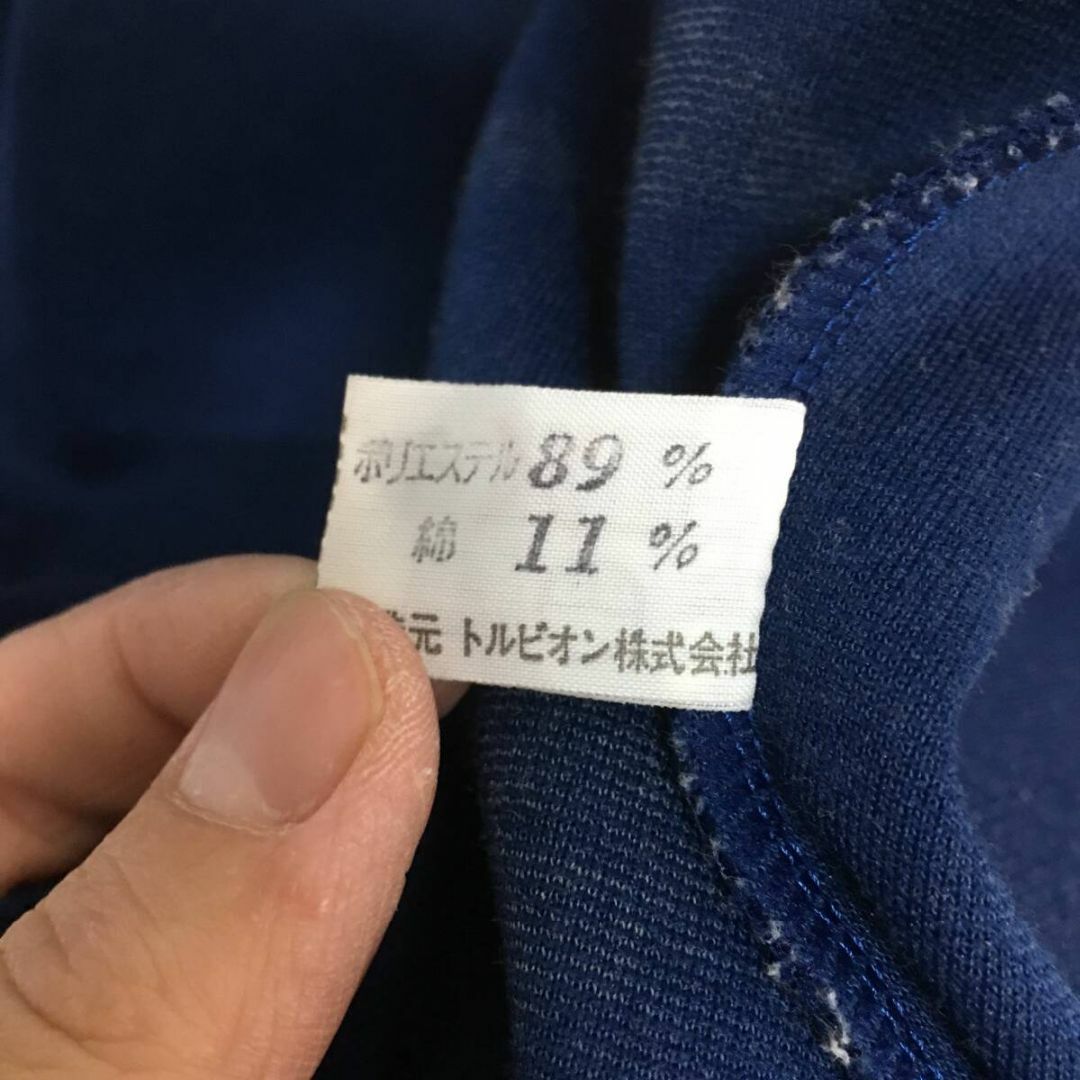 ポリエステル 89 %
綿 11 %
元 トルビオン株式会社